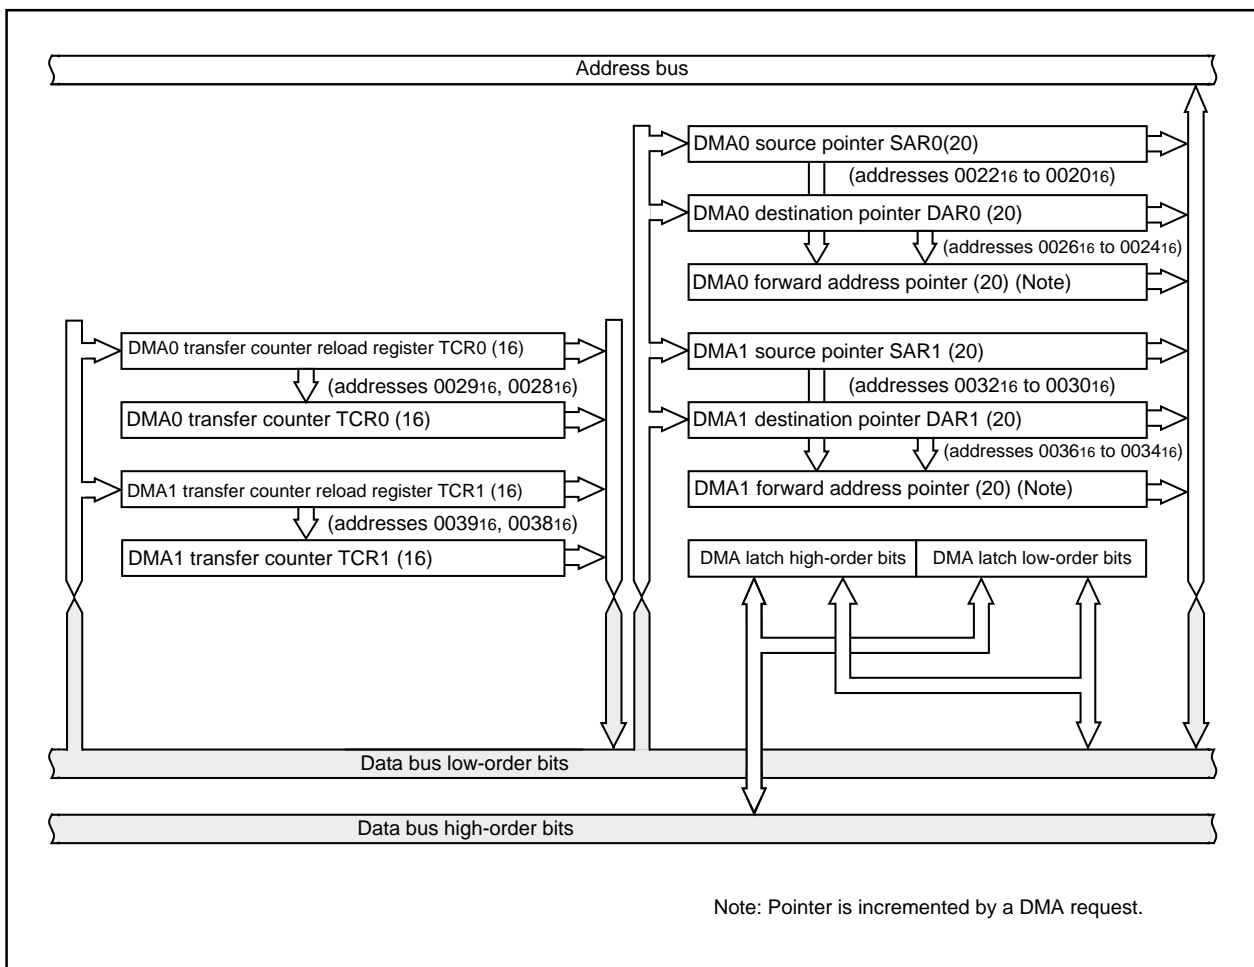 Address bus
DMA0 source pointer SAR0(20)
(addresses 002216 to 002016)
DMA0 destination pointer DAR0 (20)
(addresses 002616 to 002416)
DMA0 forward address pointer (20) (Note)
DMA0 transfer counter reload register TCR0 (16)
(addresses 002916, 002816)
DMA0 transfer counter TCR0 (16)
DMA1 transfer counter reload register TCR1 (16)
(addresses 003916, 003816)
DMA1 transfer counter TCR1 (16)
DMA1 source pointer SAR1 (20)
(addresses 003216 to 003016)
DMA1 destination pointer DAR1 (20)
(addresses 003616 to 003416)
DMA1 forward address pointer (20) (Note)
DMA latch high-order bits
DMA latch low-order bits
Data bus low-order bits
Data bus high-order bits
Note: Pointer is incremented by a DMA request.